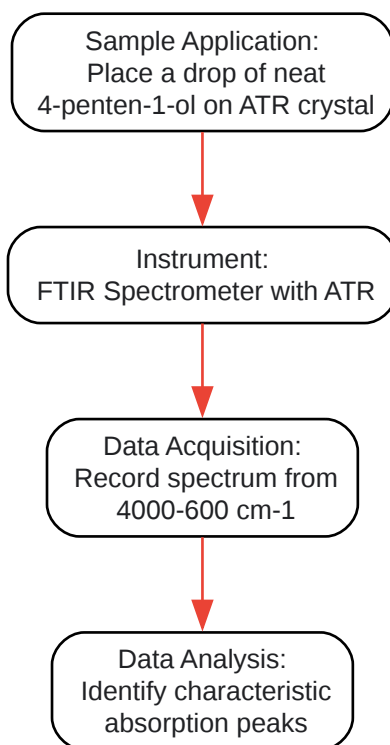 Sample Application:
Place a drop of neat
4-penten-1-ol on ATR crystal
Instrument:
FTIR Spectrometer with ATR
Data Acquisition:
Record spectrum from
4000-600 cm-1
Data Analysis:
Identify characteristic
absorption peaks